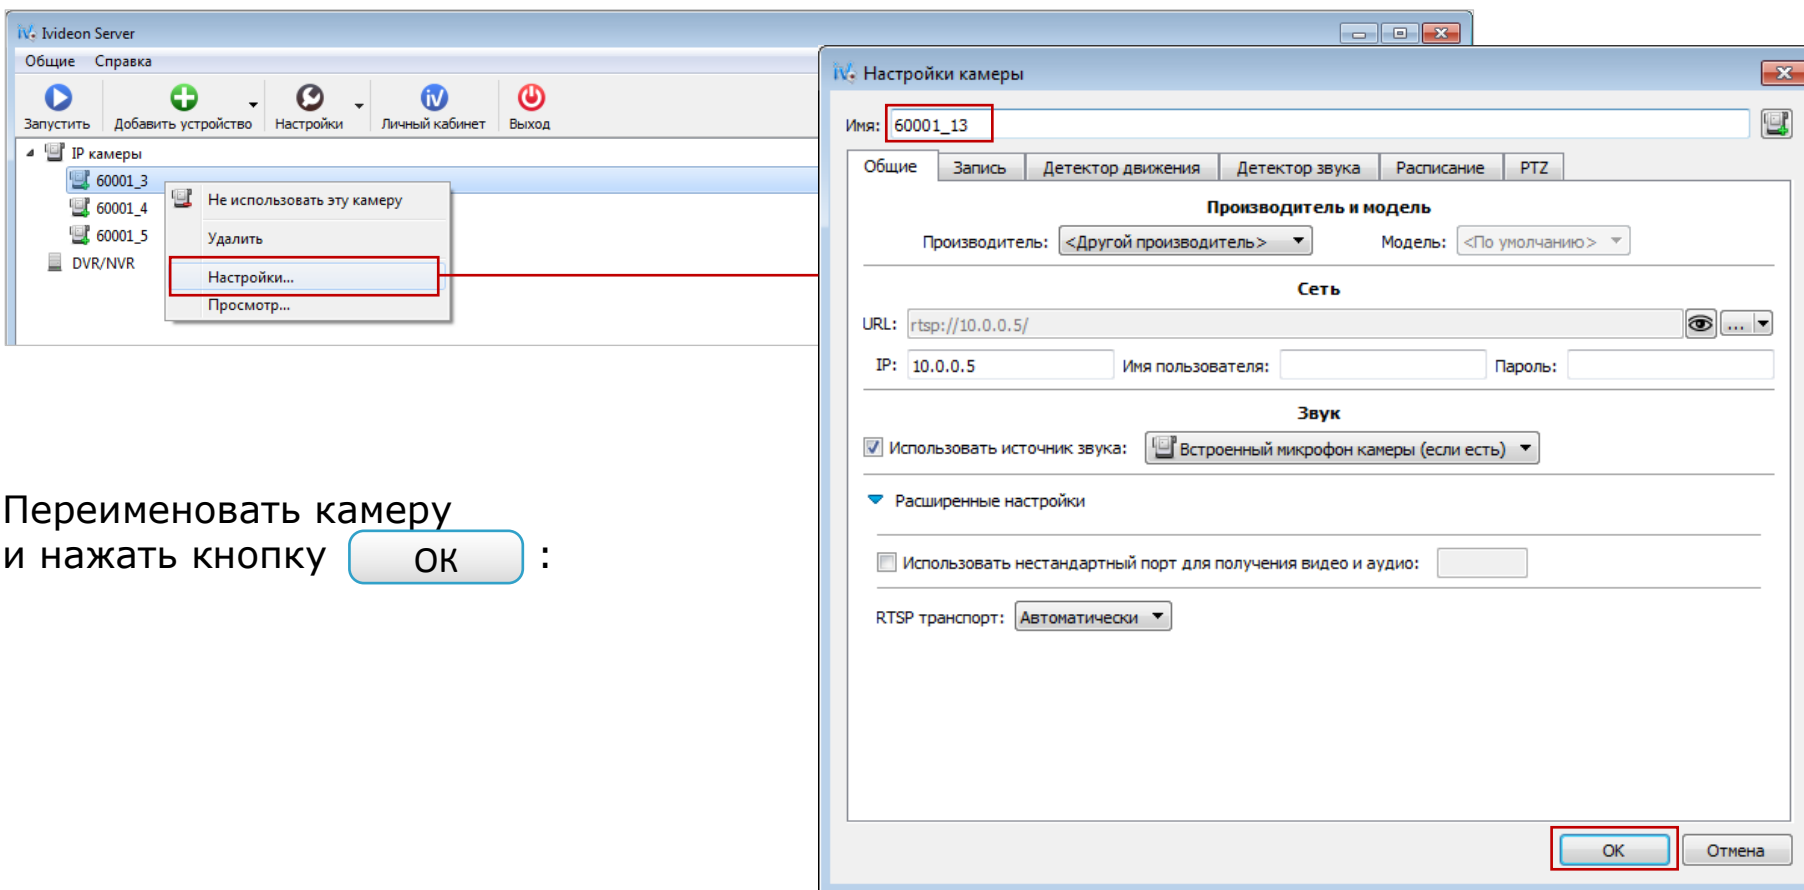 Ivideon Server
Общие Справка
Запустить Добавить устройство Настройки Личный кабинет Выход
IP камеры
60001_3
60001_4
60001_5
DVR/NVR
Не использовать эту камеру
Удалить
Настройки...
Просмотр...
Переименовать камеру
и нажать кнопку ОК :
Настройки камеры
Имя: 60001_13
Общие Запись Детектор движения Детектор звука Расписание PTZ
Производитель и модель
Производитель: <Другой производитель> Модель: <По умолчанию>
Сеть
URL: rtsp://10.0.0.5/ ...
IP: 10.0.0.5 Имя пользователя: Пароль:
Звук
Использовать источник звука: Встроенный микрофон камеры (если есть)
Расширенные настройки
Использовать нестандартный порт для получения видео и аудио:
RTSP транспорт: Автоматически
OK Отмена